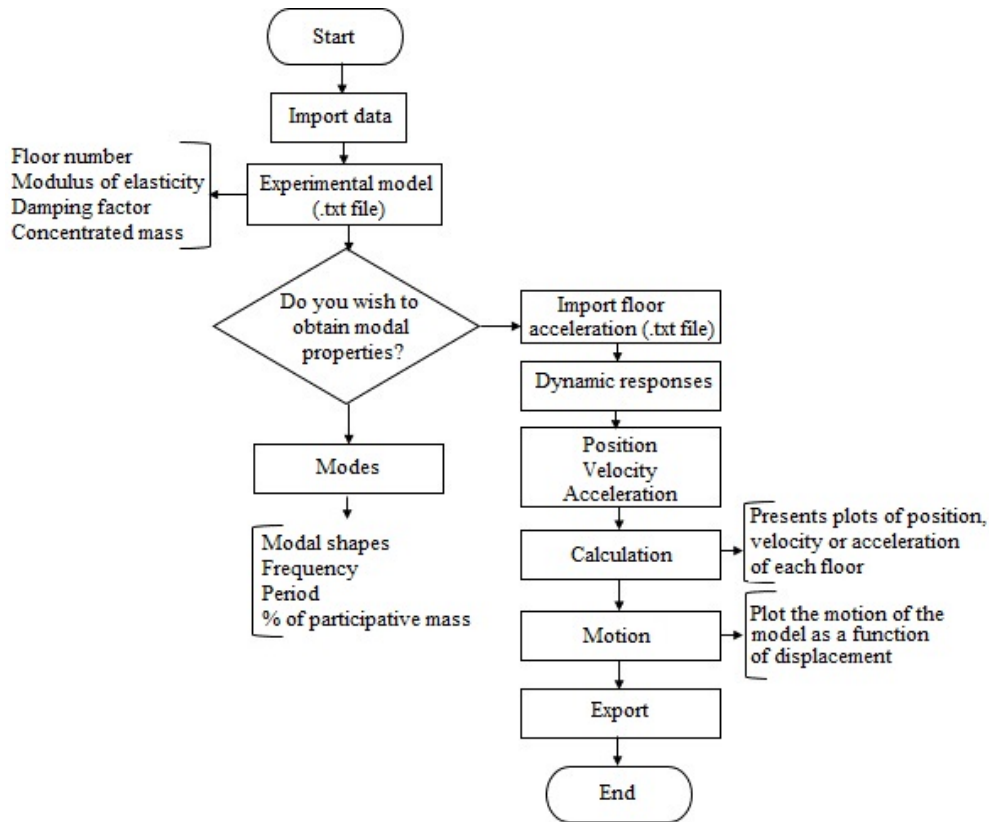 Start
Import data
Floor number
Modulus of elasticity
Damping factor
Concentrated mass
Experimental model
(.txt file)
Do you wish to
obtain modal
properties?
Modes
Modal shapes
Frequency
Period
% of participative mass
Import floor
acceleration (.txt file)
Dynamic responses
Position
Velocity
Acceleration
Calculation
Presents plots of position,
velocity or acceleration
of each floor
Motion
Plot the motion of the
model as a function
of displacement
Export
End